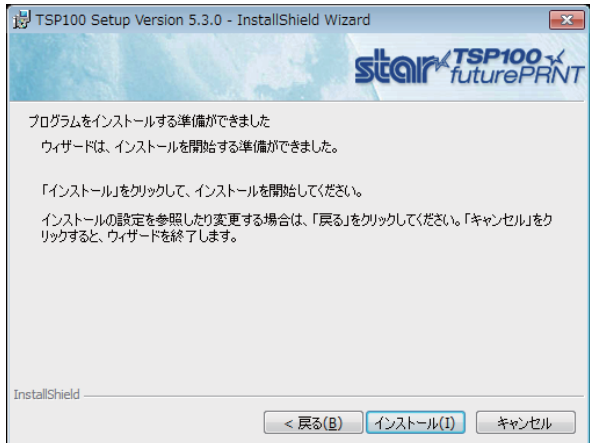 TSP100 Setup Version 5.3.0 - InstallShield Wizard
star TSP100
futurePRNT
プログラムをインストールする準備ができました
ウィザードは、インストールを開始する準備ができました。
「インストール」をクリックして、インストールを開始してください。
インストールの設定を参照したり変更する場合は、「戻る」をクリックしてください。「キャンセル」をク
リックすると、ウィザードを終了します。
InstallShield
< 戻る(B) インストール(I) キャンセル